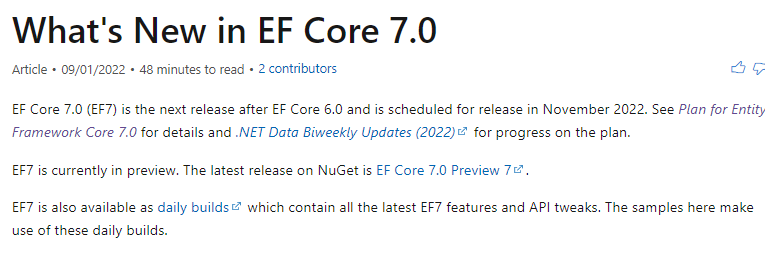 What's New in EF Core 7.0
Article • 09/01/2022 • 48 minutes to read • 2 contributors
EF Core 7.0 (EF7) is the next release after EF Core 6.0 and is scheduled for release in November 2022. See Plan for Entity
Framework Core 7.0 for details and .NET Data Biweekly Updates (2022) for progress on the plan.
EF7 is currently in preview. The latest release on NuGet is EF Core 7.0 Preview 7.
EF7 is also available as daily builds which contain all the latest EF7 features and API tweaks. The samples here make
use of these daily builds.